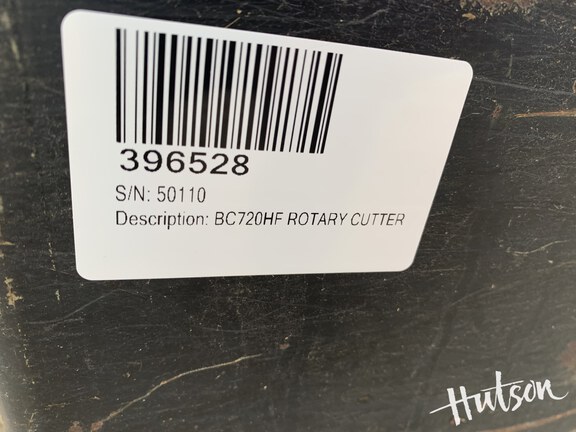 396528
S/N: 50110
Description: BC720HF ROTARY CUTTER
Hutson